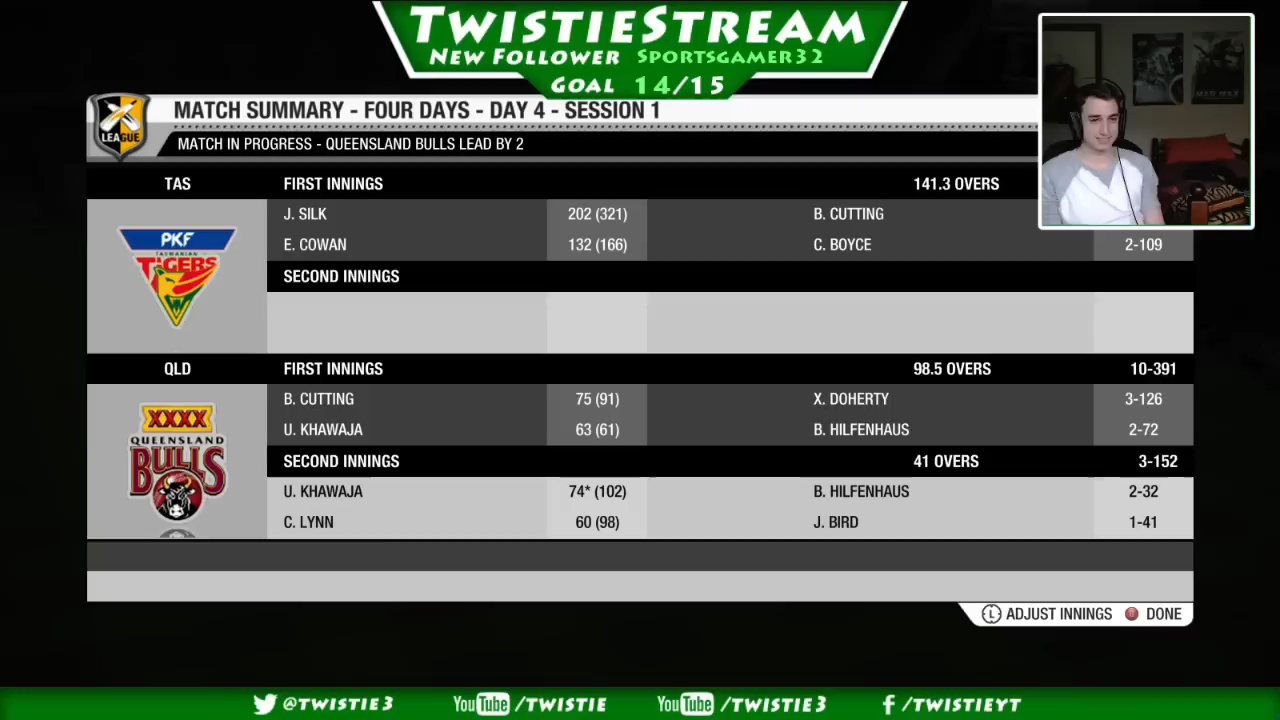 TwistieStream
New Follower Sportsgamer32
Goal 14/15
LEAGUE
MATCH SUMMARY - FOUR DAYS - DAY 4 - SESSION 1
MATCH IN PROGRESS - QUEENSLAND BULLS LEAD BY 2
TAS FIRST INNINGS 141.3 OVERS
J. SILK 202 (321) B. CUTTING
E. COWAN 132 (166) C. BOYCE 2-109
SECOND INNINGS
PKF
TASMANIAN
TIGERS
QLD FIRST INNINGS 98.5 OVERS 10-391
B. CUTTING 75 (91) X. DOHERTY 3-126
U. KHAWAJA 63 (61) B. HILFENHAUS 2-72
SECOND INNINGS 41 OVERS 3-152
U. KHAWAJA 74* (102) B. HILFENHAUS 2-32
C. LYNN 60 (98) J. BIRD 1-41
XXXX
QUEENSLAND
BULLS
L ADJUST INNINGS B DONE
@Twistie3 YouTube /Twistie YouTube /Twistie3 f /TwistieYT